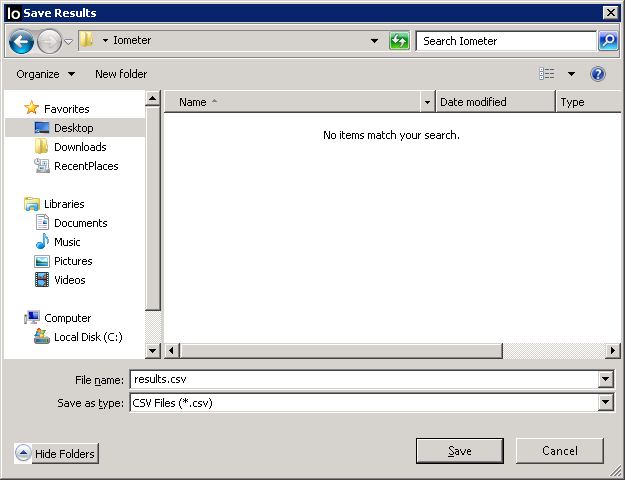 Io Save Results
Iometer Search Iometer
Organize New folder
Favorites
Desktop
Downloads
RecentPlaces
Libraries
Documents
Music
Pictures
Videos
Computer
Local Disk (C:)
Name Date modified Type
No items match your search.
File name: results.csv
Save as type: CSV Files (*.csv)
Hide Folders Save Cancel